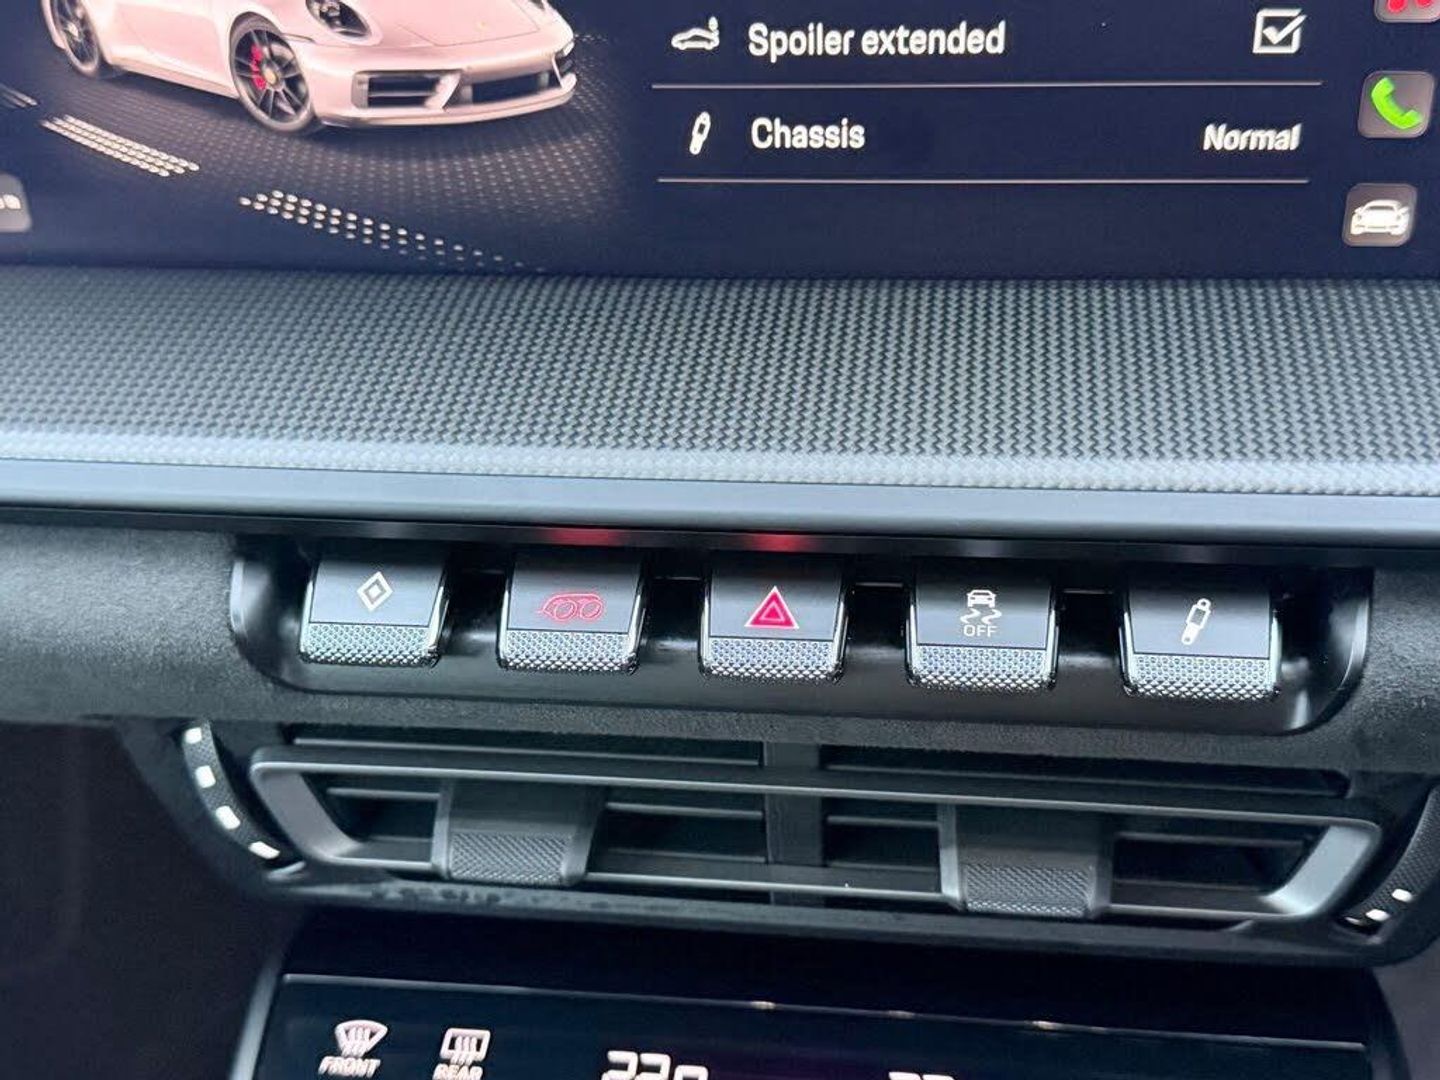 Spoiler extended
Chassis Normal
OFF
FRONT REAR